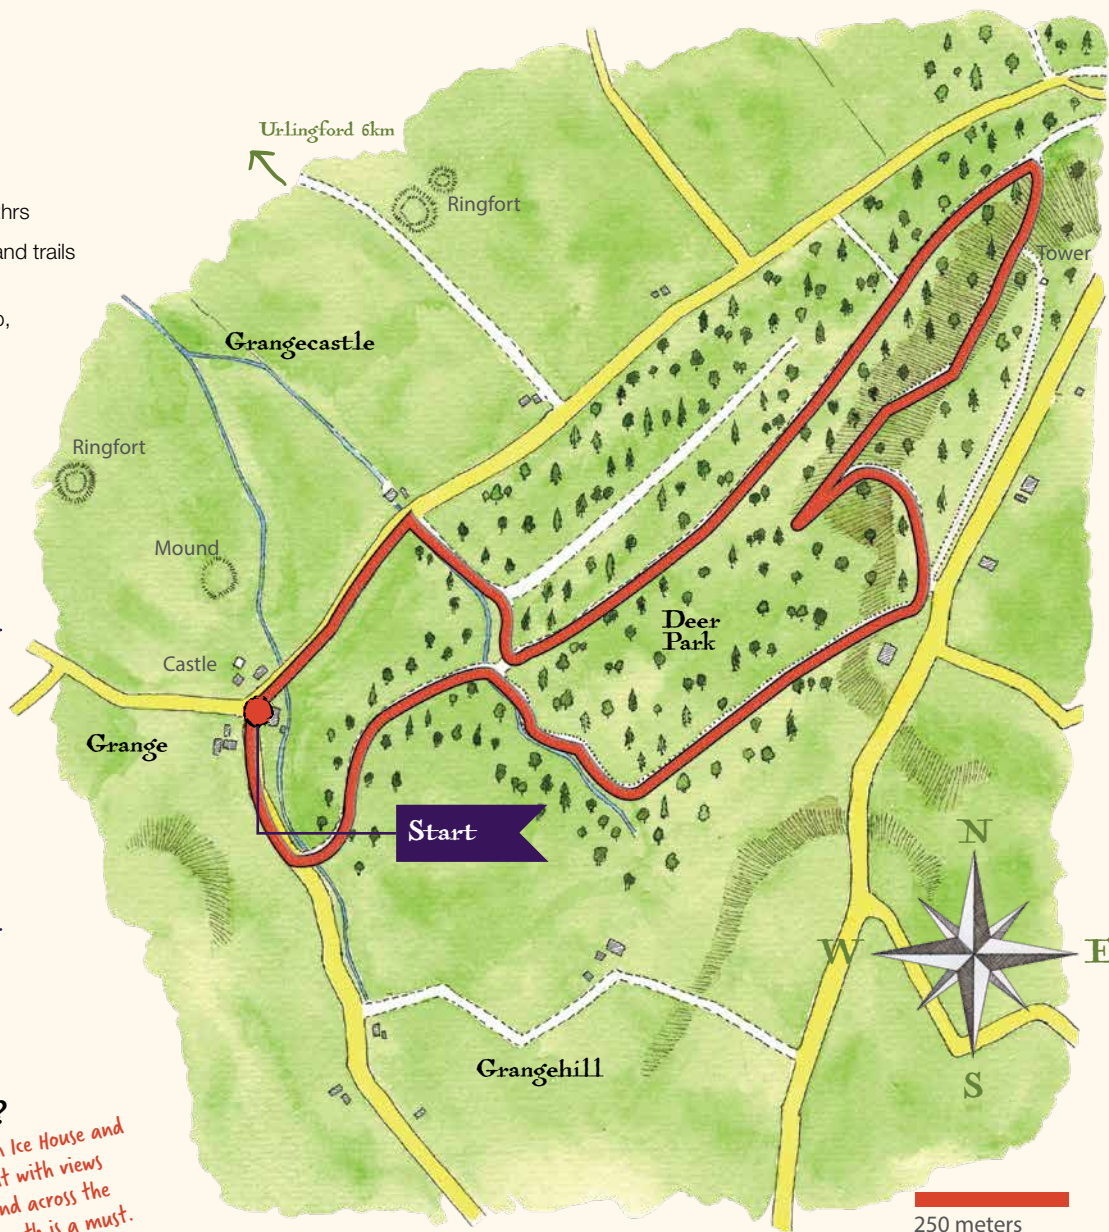 hrs
and trails
Urlingford 6km
Ringfort
Tower
Grangecastle
Ringfort
Mound
Deer
Park
Castle
Grange
Start
N
W
E
S
Grangehill
?
Ice House and
with views
nd across the
is a must.
250 meters